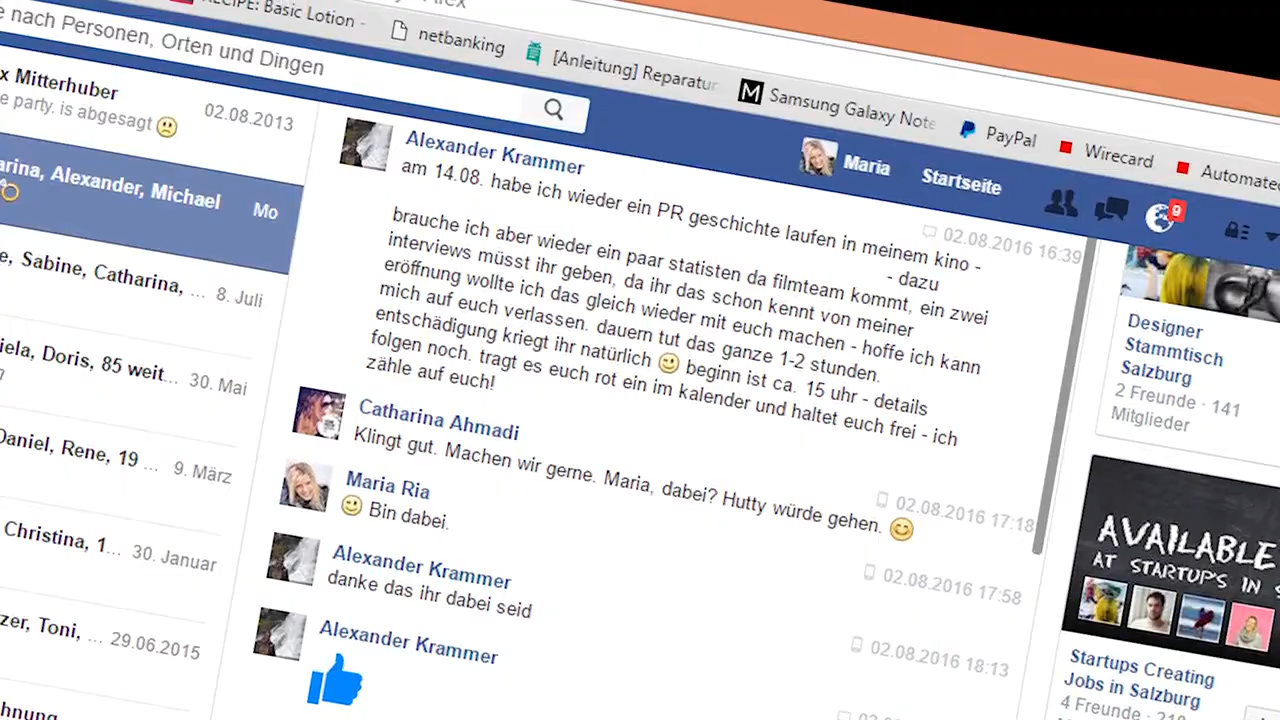 RECIPE: Basic Lotion -
netbanking
[Anleitung] Reparatur
Samsung Galaxy Note
PayPal
Wirecard
Automate
e nach Personen, Orten und Dingen
Maria
Startseite
9
x Mitterhuber
02.08.2013
e party. is abgesagt
arina, Alexander, Michael
Mo
e, Sabine, Catharina, ... 8. Juli
iela, Doris, 85 weit... 30. Mai
Daniel, Rene, 19 ... 9. März
Christina, 1... 30. Januar
zer, Toni, ... 29.06.2015
hnung
Alexander Krammer
02.08.2016 16:39
am 14.08. habe ich wieder ein PR geschichte laufen in meinem kino -
- dazu
brauche ich aber wieder ein paar statisten da filmteam kommt, ein zwei
interviews müsst ihr geben, da ihr das schon kennt von meiner
eröffnung wollte ich das gleich wieder mit euch machen - hoffe ich kann
mich auf euch verlassen. dauern tut das ganze 1-2 stunden.
entschädigung kriegt ihr natürlich 🙂 beginn ist ca. 15 uhr - details
folgen noch. tragt es euch rot ein im kalender und haltet euch frei - ich
zähle auf euch!
Catharina Ahmadi
02.08.2016 17:18
Klingt gut. Machen wir gerne. Maria, dabei? Hutty würde gehen. 😊
Maria Ria
02.08.2016 17:58
🙂 Bin dabei.
Alexander Krammer
02.08.2016 18:13
danke das ihr dabei seid
Alexander Krammer
Designer
Stammtisch
Salzburg
2 Freunde · 141
Mitglieder
AVAILABLE
AT STARTUPS IN
Startups Creating
Jobs in Salzburg
4 Freunde ·